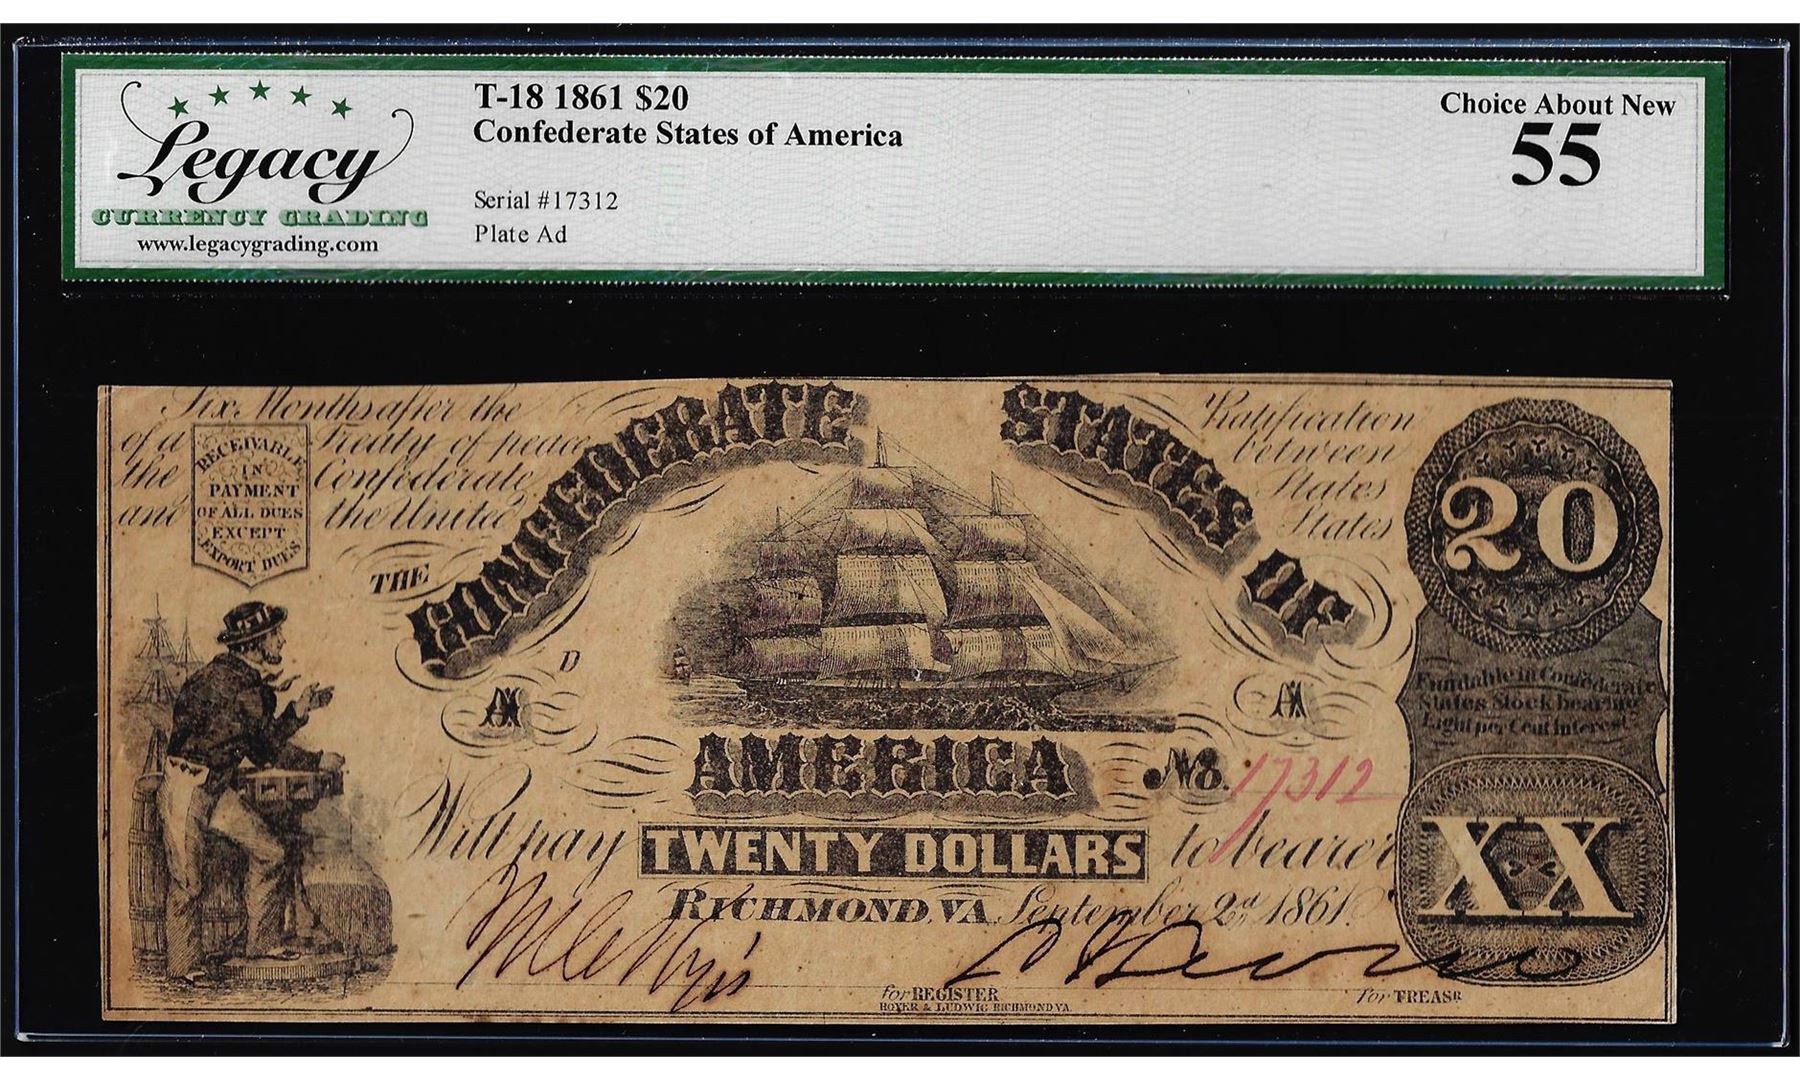 Legacy
CURRENCY GRADING
www.legacygrading.com
T-18 1861 $20
Confederate States of America
Serial #17312
Plate Ad
Choice About New
55
Six Months after the Ratification
of a Treaty of peace between
the Confederate States
and the United States
RECEIVABLE
IN
PAYMENT
OF ALL DUES
EXCEPT
EXPORT DUES
THE
CONFEDERATE STATES OF
AMERICA
D
A
A
20
Fundable in Confederate
States Stock bearing
Eight per Cent interest
No. 17312
Will pay TWENTY DOLLARS to bearer
XX
RICHMOND, VA September 2d 1861.
for REGISTER
for TREASR
HOYER & LUDWIG RICHMOND VA.